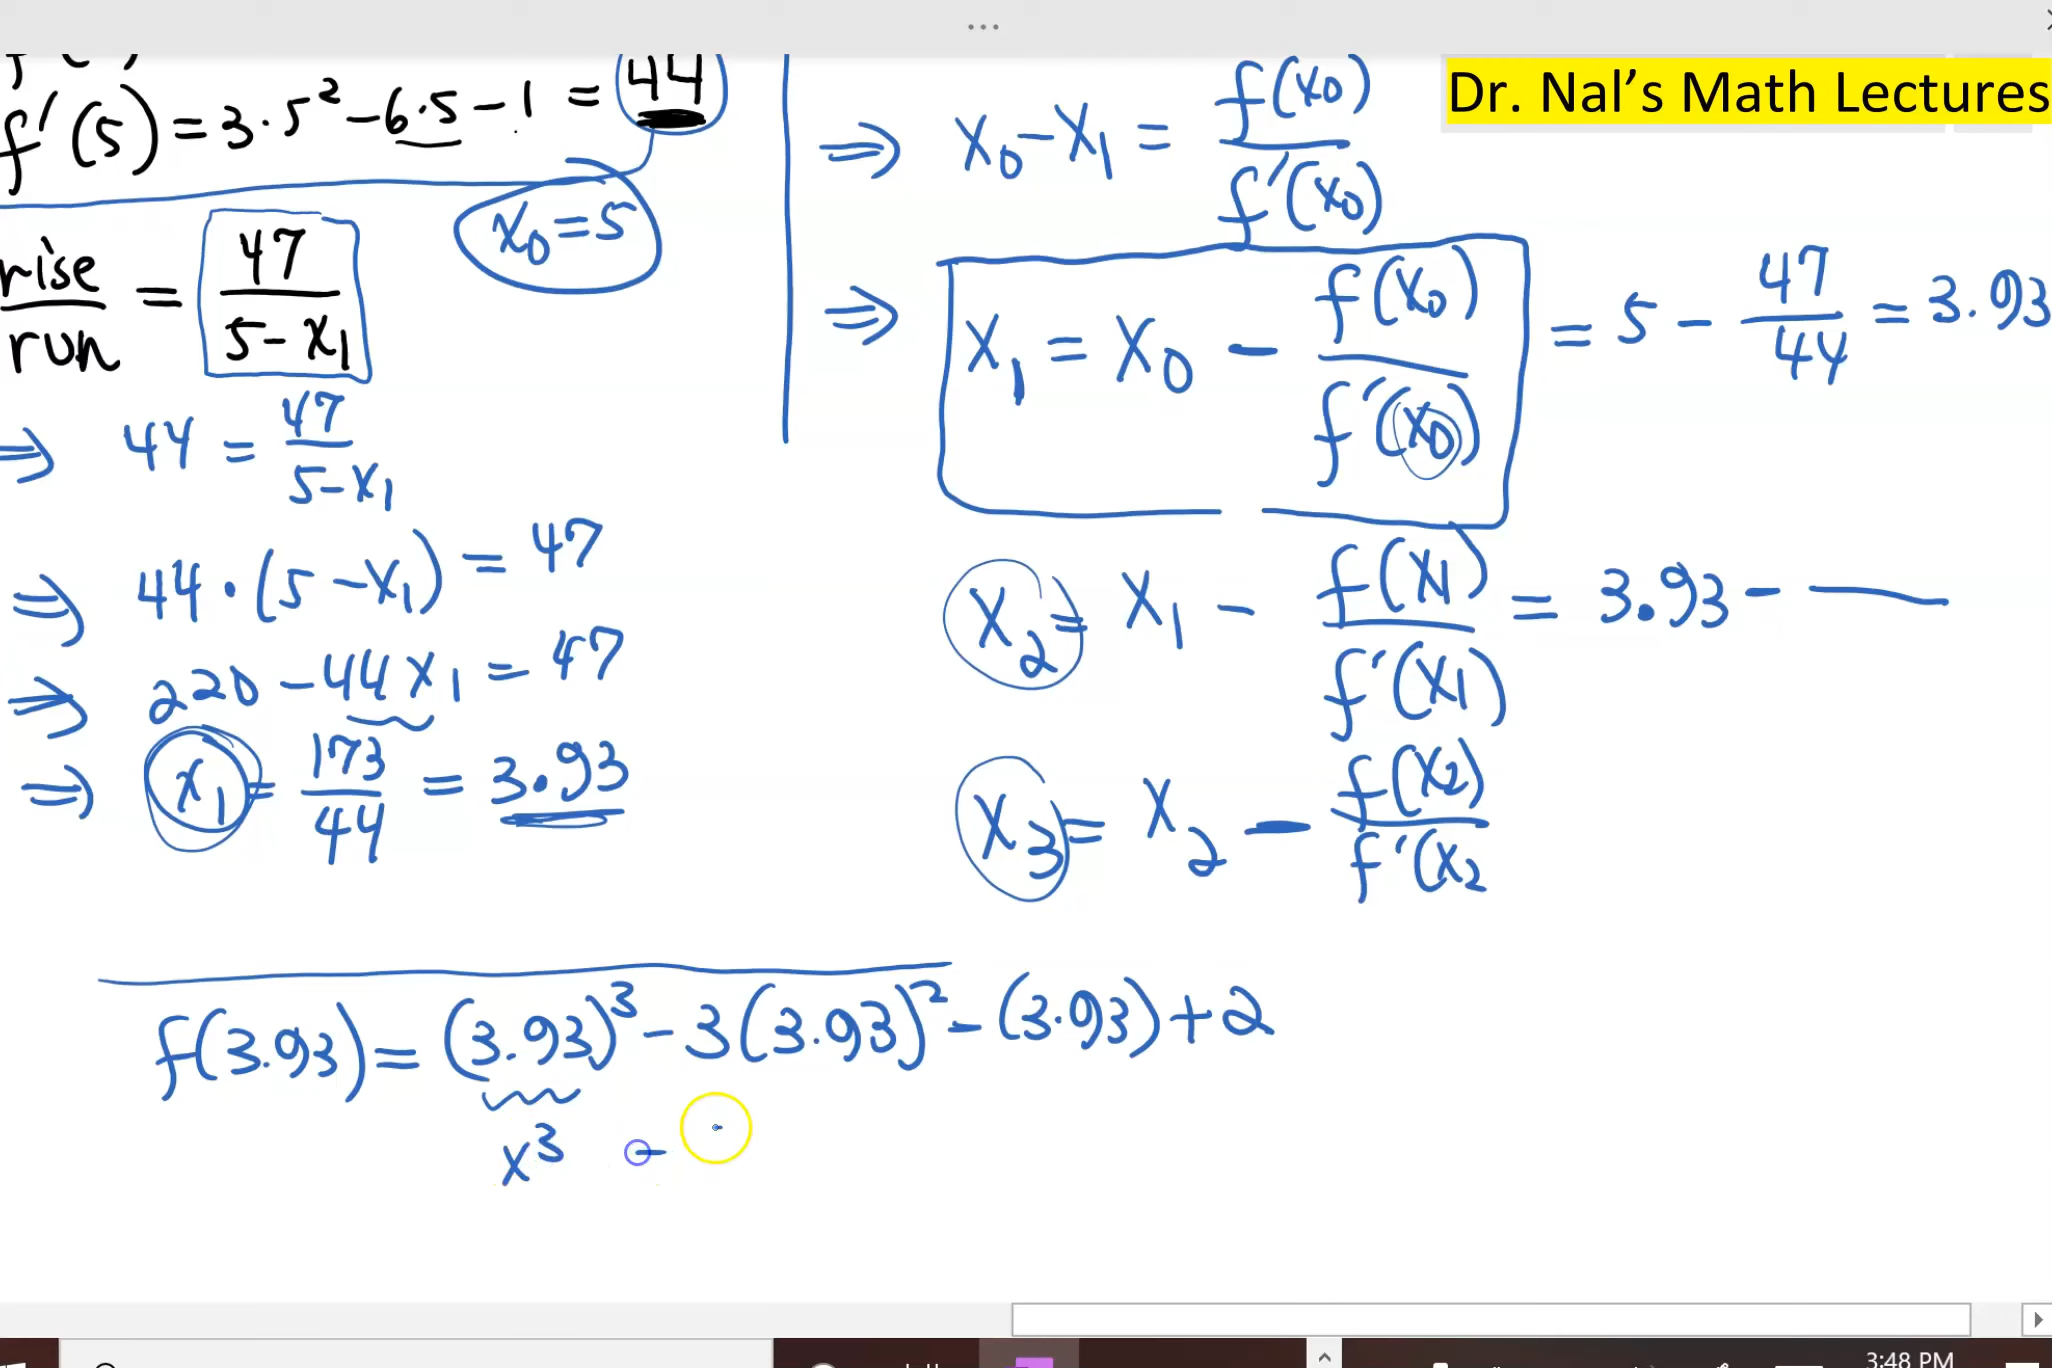 Dr. Nal’s Math Lectures
f'(5) = 3·5² - 6·5 - 1 = 44
x₀ = 5
rise/run = 47/(5 - x₁)
⇒ 44 = 47/(5 - x₁)
⇒ 44·(5 - x₁) = 47
⇒ 220 - 44x₁ = 47
⇒ x₁ = 173/44 = 3.93
⇒ x₀ - x₁ = f(x₀)/f'(x₀)
⇒ x₁ = x₀ - f(x₀)/f'(x₀) = 5 - 47/44 = 3.93
x₂ = x₁ - f(x₁)/f'(x₁) = 3.93 - ―
x₃ = x₂ - f(x₂)/f'(x₂
f(3.93) = (3.93)³ - 3(3.93)² - (3.93) + 2
x³ -
3:48 PM